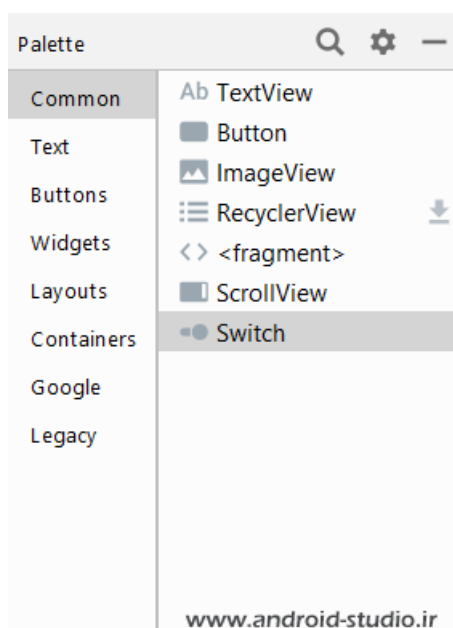 Palette
Common
Text
Buttons
Widgets
Layouts
Containers
Google
Legacy
Ab TextView
Button
ImageView
RecyclerView
<> <fragment>
ScrollView
Switch
www.android-studio.ir